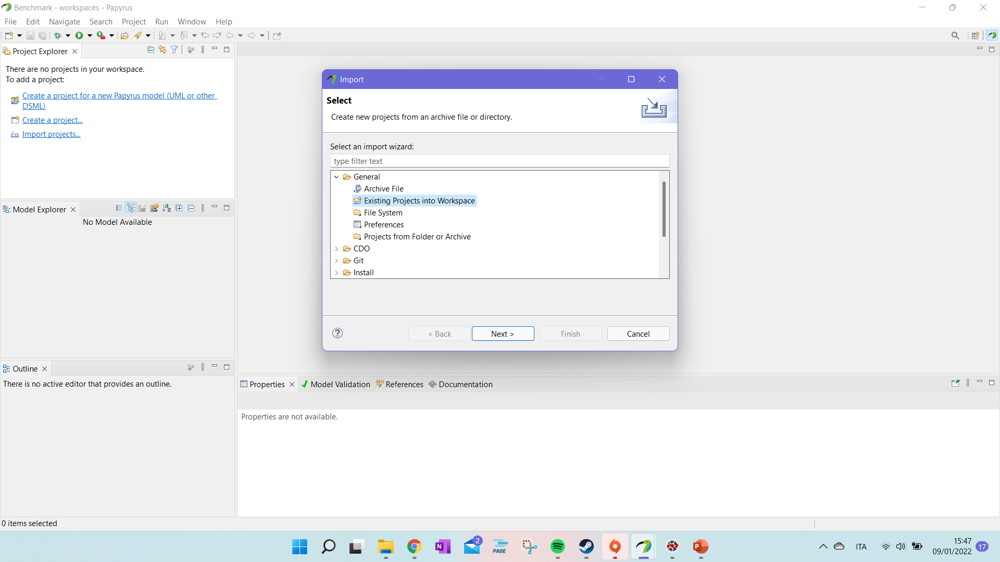 Benchmark - workspaces - Papyrus
File Edit Navigate Search Project Run Window Help
Project Explorer
There are no projects in your workspace.
To add a project:
Create a project for a new Papyrus model (UML or other
DSML)
Create a project...
Import projects...
Model Explorer
No Model Available
Outline
There is no active editor that provides an outline.
Import
Select
Create new projects from an archive file or directory.
Select an import wizard:
type filter text
General
Archive File
Existing Projects into Workspace
File System
Preferences
Projects from Folder or Archive
CDO
Git
Install
?
< Back Next > Finish Cancel
Properties Model Validation References Documentation
Properties are not available.
0 items selected
N
2
PAGE
P
ITA
15:47
09/01/2022
17